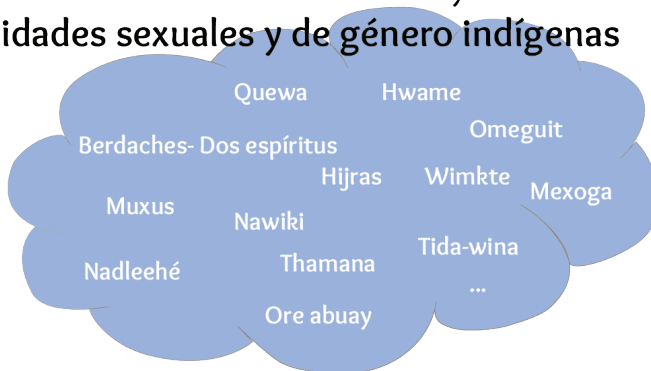 idades sexuales y de género indígenas
Quewa
Hwame
Omeguit
Berdaches- Dos espíritus
Hijras
Wimkte
Mexoga
Muxus
Nawiki
Tida-wina
Thamana
Nadleehé
...
Ore abuay